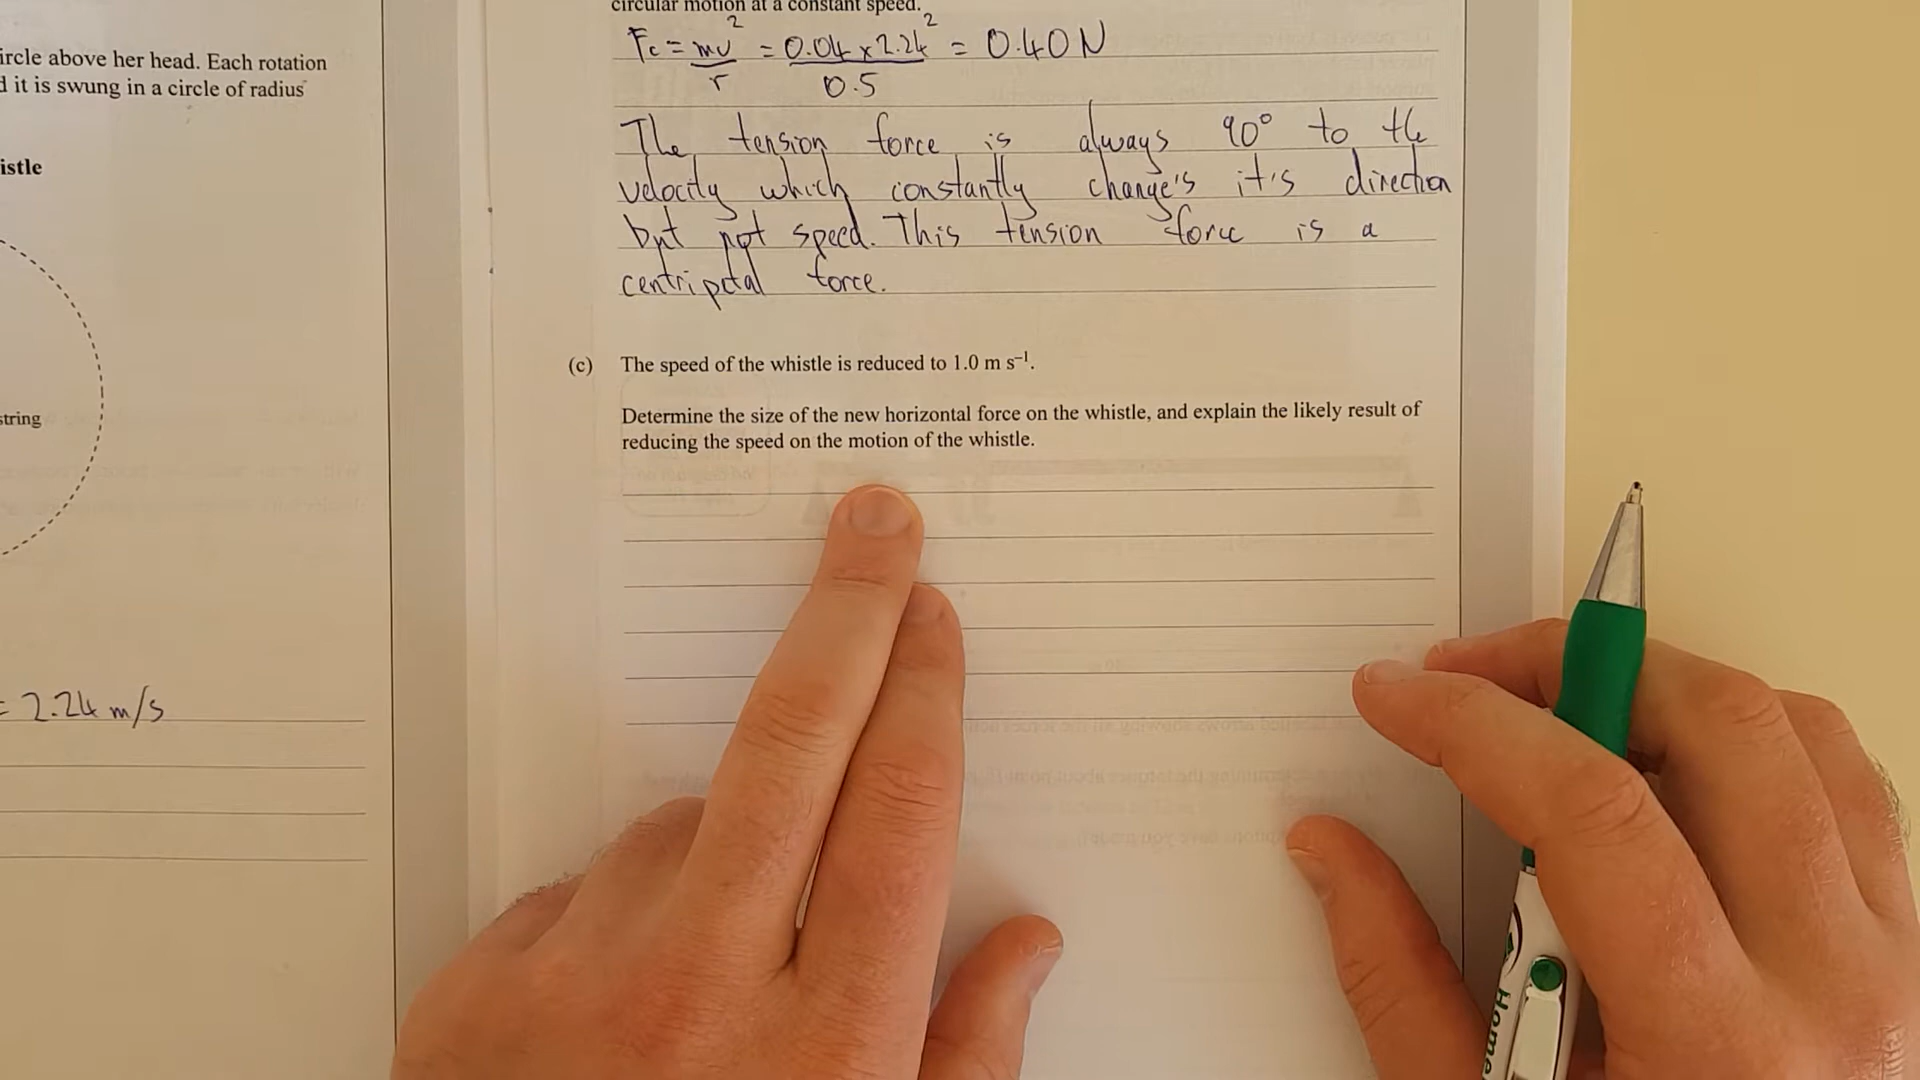 ircle above her head. Each rotation
d it is swung in a circle of radius
istle
string
= 2.24 m/s
circular motion at a constant speed.
Fc = mv² = 0.04 x 2.24² = 0.40 N
r 0.5
The tension force is always 90° to the
velocity which constantly change's it's direction
but not speed. This tension force is a
centripetal force.
(c) The speed of the whistle is reduced to 1.0 m s⁻¹.
Determine the size of the new horizontal force on the whistle, and explain the likely result of
reducing the speed on the motion of the whistle.
Home